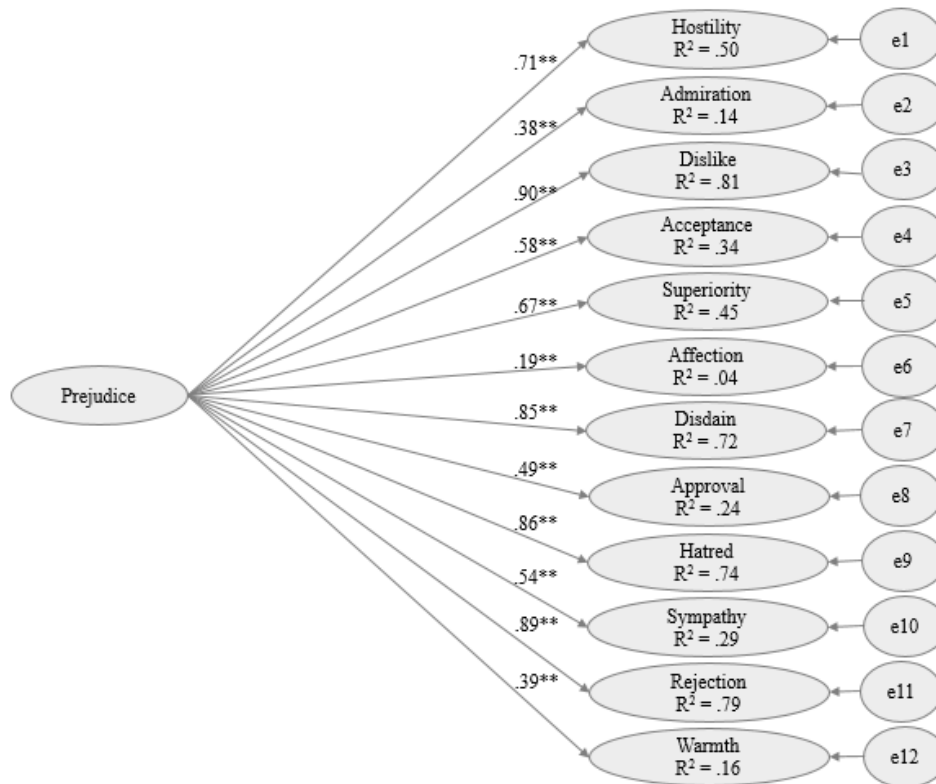 Hostility
R² = .50
e1
.71**
Admiration
R² = .14
e2
.38**
Dislike
R² = .81
e3
.90**
Acceptance
R² = .34
e4
.58**
Superiority
R² = .45
e5
.67**
Affection
R² = .04
e6
.19**
Prejudice
Disdain
R² = .72
e7
.85**
Approval
R² = .24
e8
.49**
Hatred
R² = .74
e9
.86**
Sympathy
R² = .29
e10
.54**
Rejection
R² = .79
e11
.89**
Warmth
R² = .16
e12
.39**